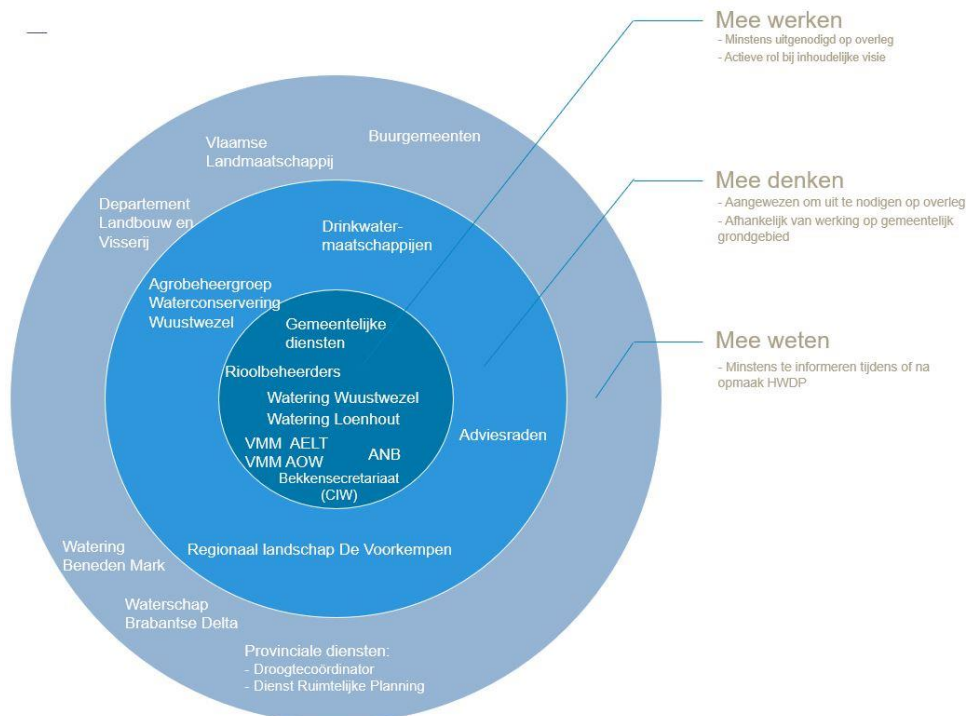 Mee werken
- Minstens uitgenodigd op overleg
- Actieve rol bij inhoudelijke visie
Mee denken
- Aangewezen om uit te nodigen op overleg
- Afhankelijk van werking op gemeentelijk
grondgebied
Mee weten
- Minstens te informeren tijdens of na
opmaak HWDP
Buurgemeenten
Vlaamse
Landmaatschappij
Departement
Landbouw en
Visserij
Drinkwater-
maatschappijen
Agrobeheergroep
Waterconservering
Wuustwezel
Gemeentelijke
diensten
Rioolbeheerders
Watering Wuustwezel
Watering Loenhout
VMM AELT
VMM AOW
ANB
Bekkensecretariaat
(CIW)
Adviesraden
Regionaal landschap De Voorkempen
Watering
Beneden Mark
Waterschap
Brabantse Delta
Provinciale diensten:
- Droogtecoördinator
- Dienst Ruimtelijke Planning